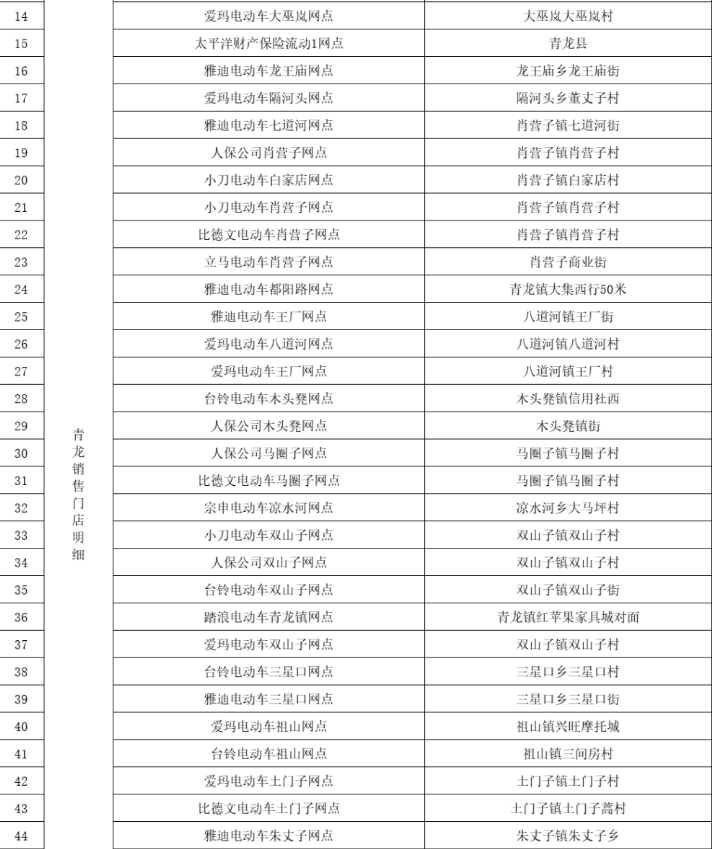 14 爱玛电动车大巫岚网点 大巫岚大巫岚村
15 太平洋财产保险流动1网点 青龙县
16 雅迪电动车龙王庙网点 龙王庙乡龙王庙街
17 爱玛电动车隔河头网点 隔河头乡董丈子村
18 雅迪电动车七道河网点 肖营子镇七道河街
19 人保公司肖营子网点 肖营子镇肖营子村
20 小刀电动车白家店网点 肖营子镇白家店村
21 小刀电动车肖营子网点 肖营子镇肖营子村
22 比德文电动车肖营子网点 肖营子镇肖营子村
23 立马电动车肖营子网点 肖营子商业街
24 雅迪电动车都阳路网点 青龙镇大集西行50米
25 雅迪电动车王厂网点 八道河镇王厂街
26 爱玛电动车八道河网点 八道河镇八道河村
27 爱玛电动车王厂网点 八道河镇王厂村
28 台铃电动车木头凳网点 木头凳镇信用社西
29 人保公司木头凳网点 木头凳镇街
30 人保公司马圈子网点 马圈子镇马圈子村
31 比德文电动车马圈子网点 马圈子镇马圈子村
32 宗申电动车凉水河网点 凉水河乡大马坪村
33 小刀电动车双山子网点 双山子镇双山子村
34 人保公司双山子网点 双山子镇双山子村
35 台铃电动车双山子网点 双山子镇双山子街
36 踏浪电动车青龙镇网点 青龙镇红苹果家具城对面
37 爱玛电动车双山子网点 双山子镇双山子村
38 台铃电动车三星口网点 三星口乡三星口村
39 雅迪电动车三星口网点 三星口乡三星口街
40 爱玛电动车祖山网点 祖山镇兴旺摩托城
41 台铃电动车祖山网点 祖山镇三间房村
42 爱玛电动车土门子网点 土门子镇土门子村
43 比德文电动车土门子网点 土门子镇土门子蒿村
44 雅迪电动车朱丈子网点 朱丈子镇朱丈子乡
青龙销售门店明细